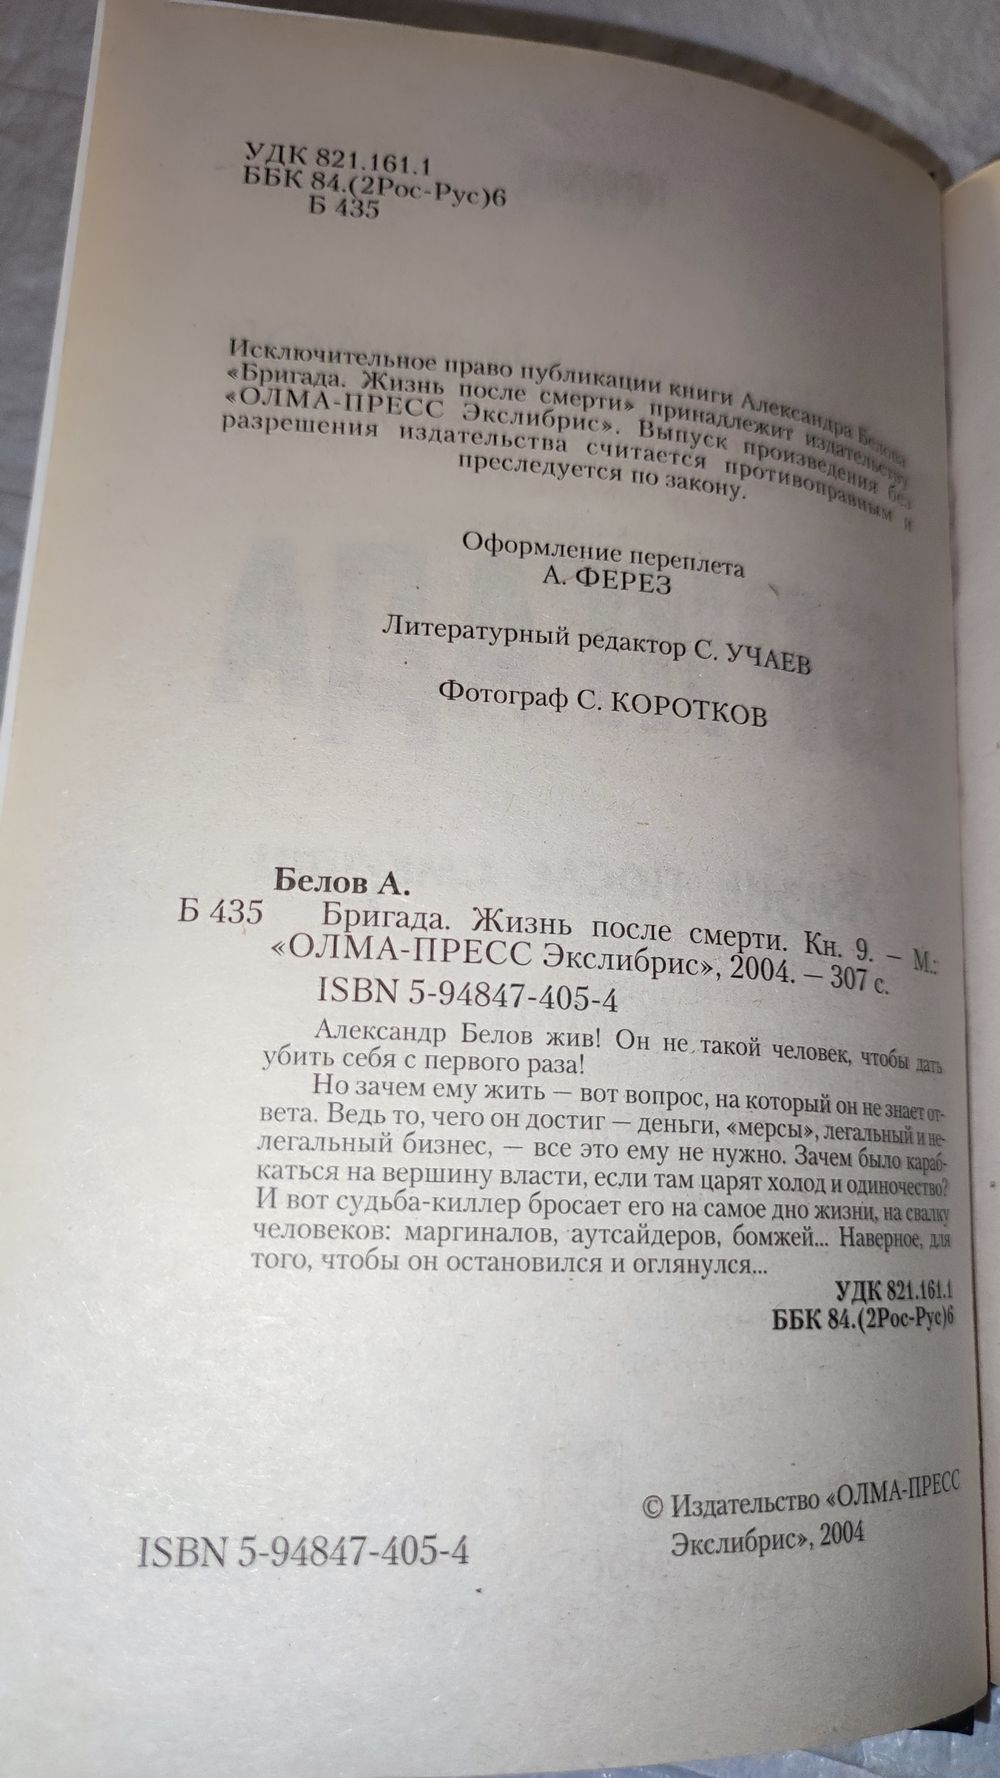 УДК 821.161.1
ББК 84.(2Рос-Рус)6
Б 435
Исключительное право публикации книги Александра Белова
«Бригада. Жизнь после смерти» принадлежит издательству
«ОЛМА-ПРЕСС Экслибрис». Выпуск произведения без
разрешения издательства считается противоправным и
преследуется по закону.
Оформление переплета
А. ФЕРЕЗ
Литературный редактор С. УЧАЕВ
Фотограф С. КОРОТКОВ
Белов А.
Б 435 Бригада. Жизнь после смерти. Кн. 9. – М.:
«ОЛМА-ПРЕСС Экслибрис», 2004. – 307 с.
ISBN 5-94847-405-4
Александр Белов жив! Он не такой человек, чтобы дать
убить себя с первого раза!
Но зачем ему жить — вот вопрос, на который он не знает от-
вета. Ведь то, чего он достиг — деньги, «мерсы», легальный и не-
легальный бизнес, — все это ему не нужно. Зачем было караб-
каться на вершину власти, если там царят холод и одиночество?
И вот судьба-киллер бросает его на самое дно жизни, на свалку
человеков: маргиналов, аутсайдеров, бомжей... Наверное, для
того, чтобы он остановился и оглянулся...
УДК 821.161.1
ББК 84.(2Рос-Рус)6
© Издательство «ОЛМА-ПРЕСС
Экслибрис», 2004
ISBN 5-94847-405-4